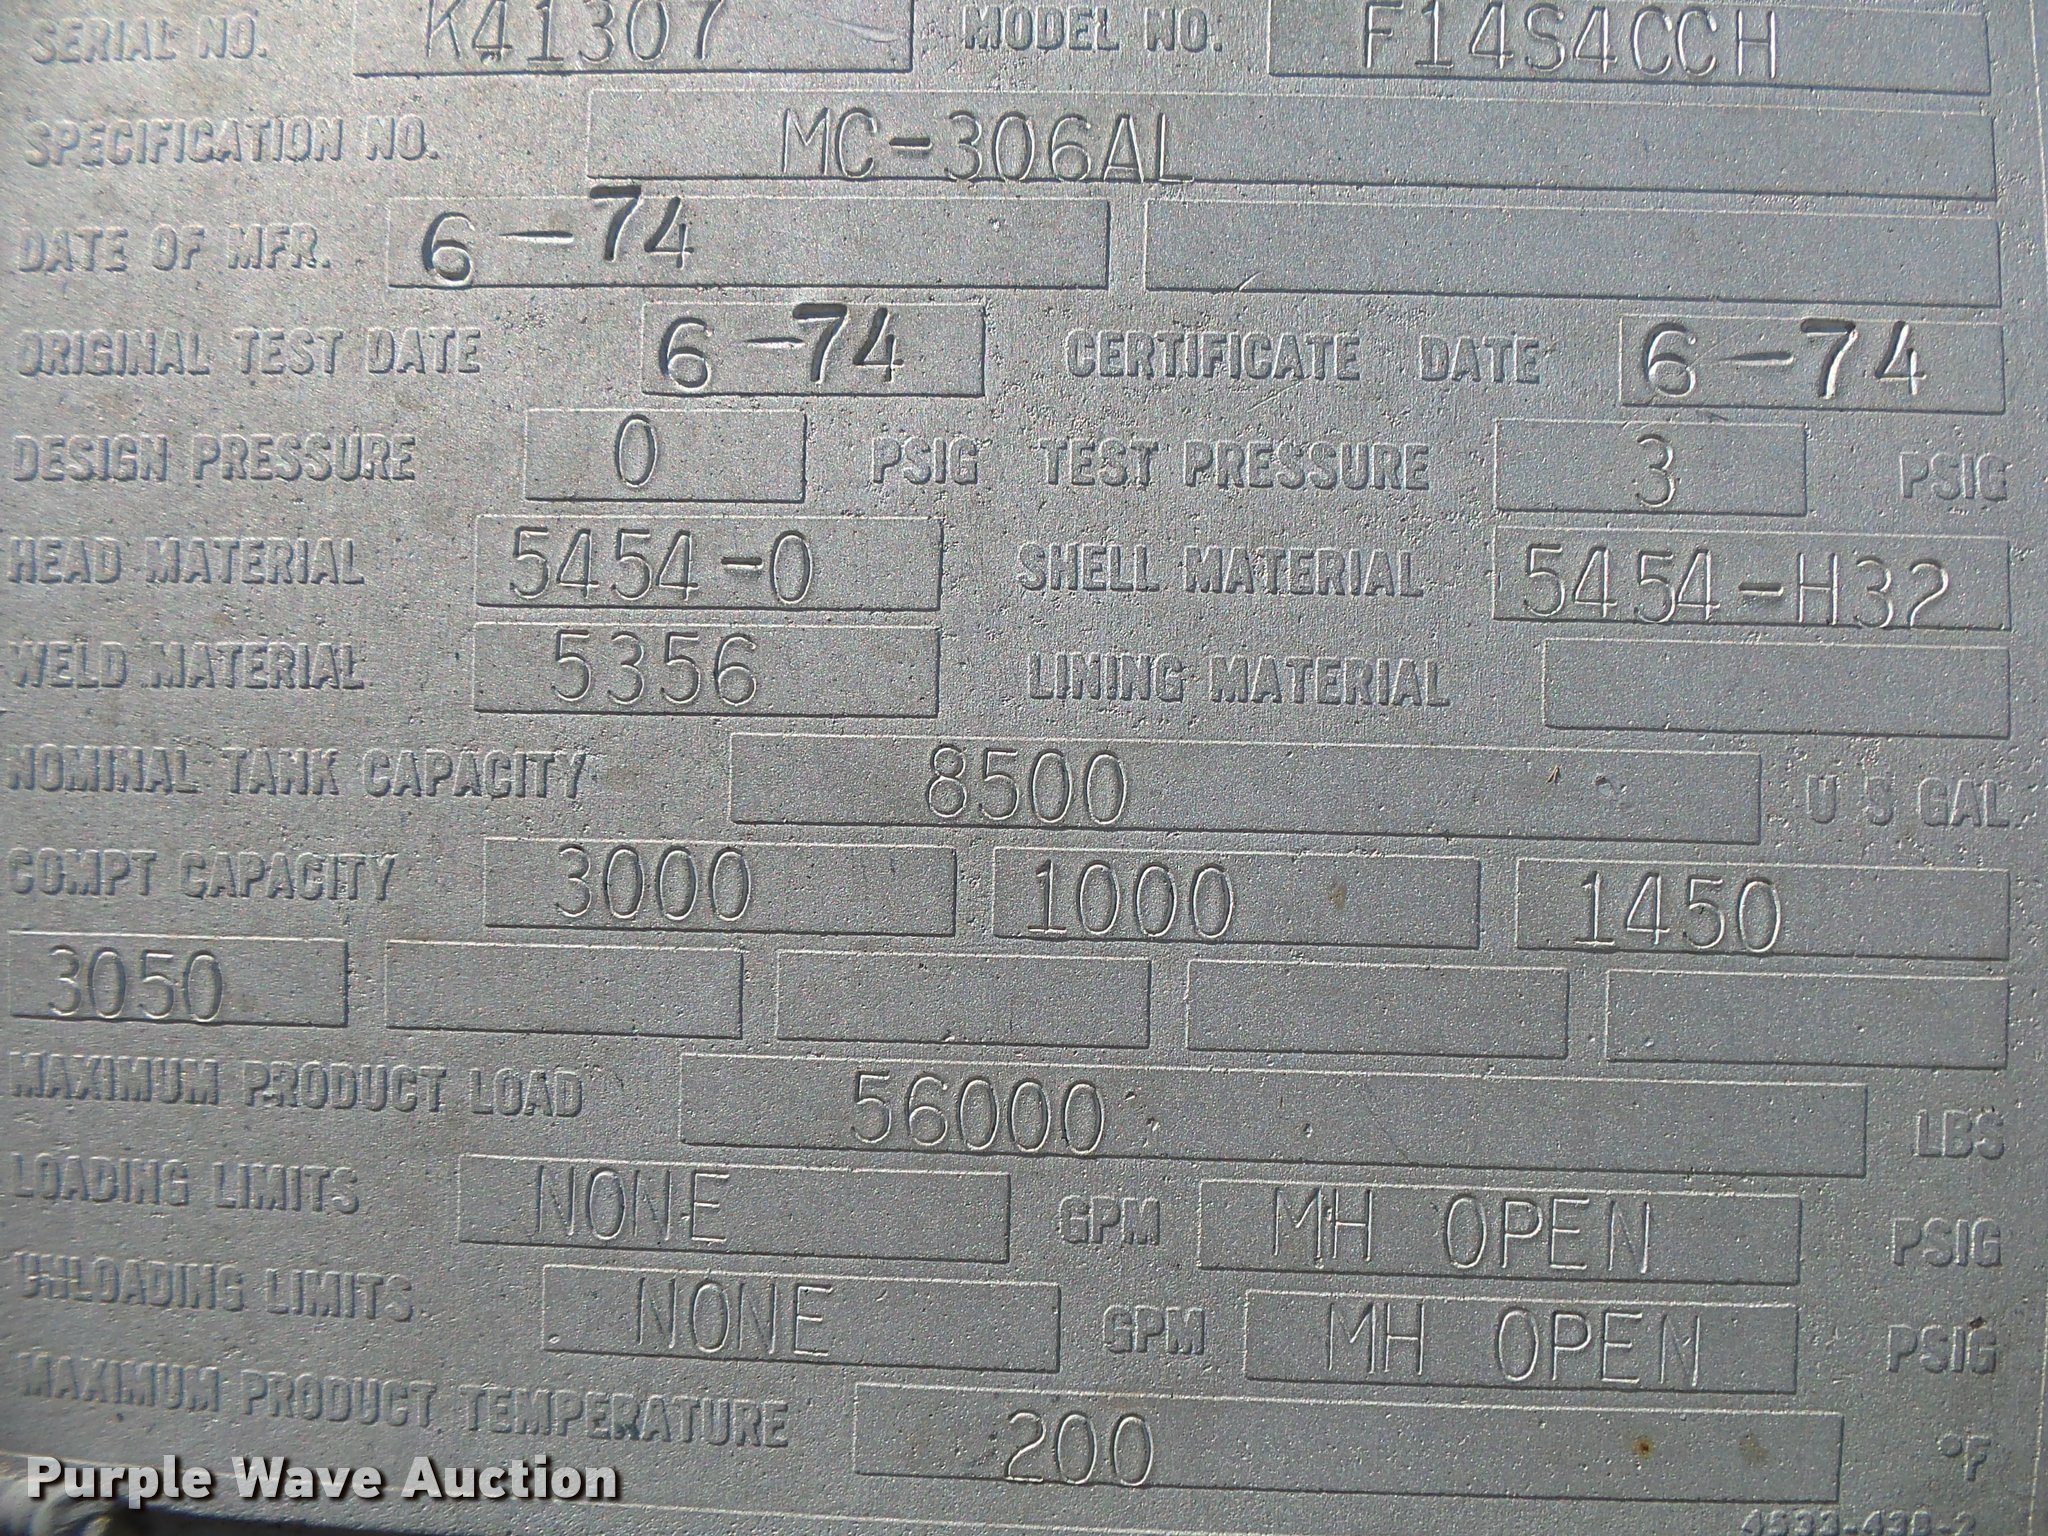 SERIAL NO. K41307 MODEL NO. F14S4CCH
SPECIFICATION NO. MC-306AL
DATE OF MFR. 6-74
ORIGINAL TEST DATE 6-74 CERTIFICATE DATE 6-74
DESIGN PRESSURE 0 PSIG TEST PRESSURE 3 PSIG
HEAD MATERIAL 5454-0 SHELL MATERIAL 5454-H32
WELD MATERIAL 5356 LINING MATERIAL
NOMINAL TANK CAPACITY 8500 U S GAL.
COMPT CAPACITY 3000 1000 1450
3050
MAXIMUM PRODUCT LOAD 56000 LBS
LOADING LIMITS NONE GPM MH OPEN PSIG
UNLOADING LIMITS. NONE GPM MH OPEN PSIG
MAXIMUM PRODUCT TEMPERATURE 200 °F
Purple Wave Auction